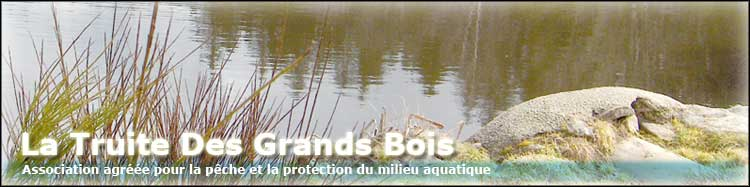 La Truite Des Grands Bois
Association agréée pour la pêche et la protection du milieu aquatique